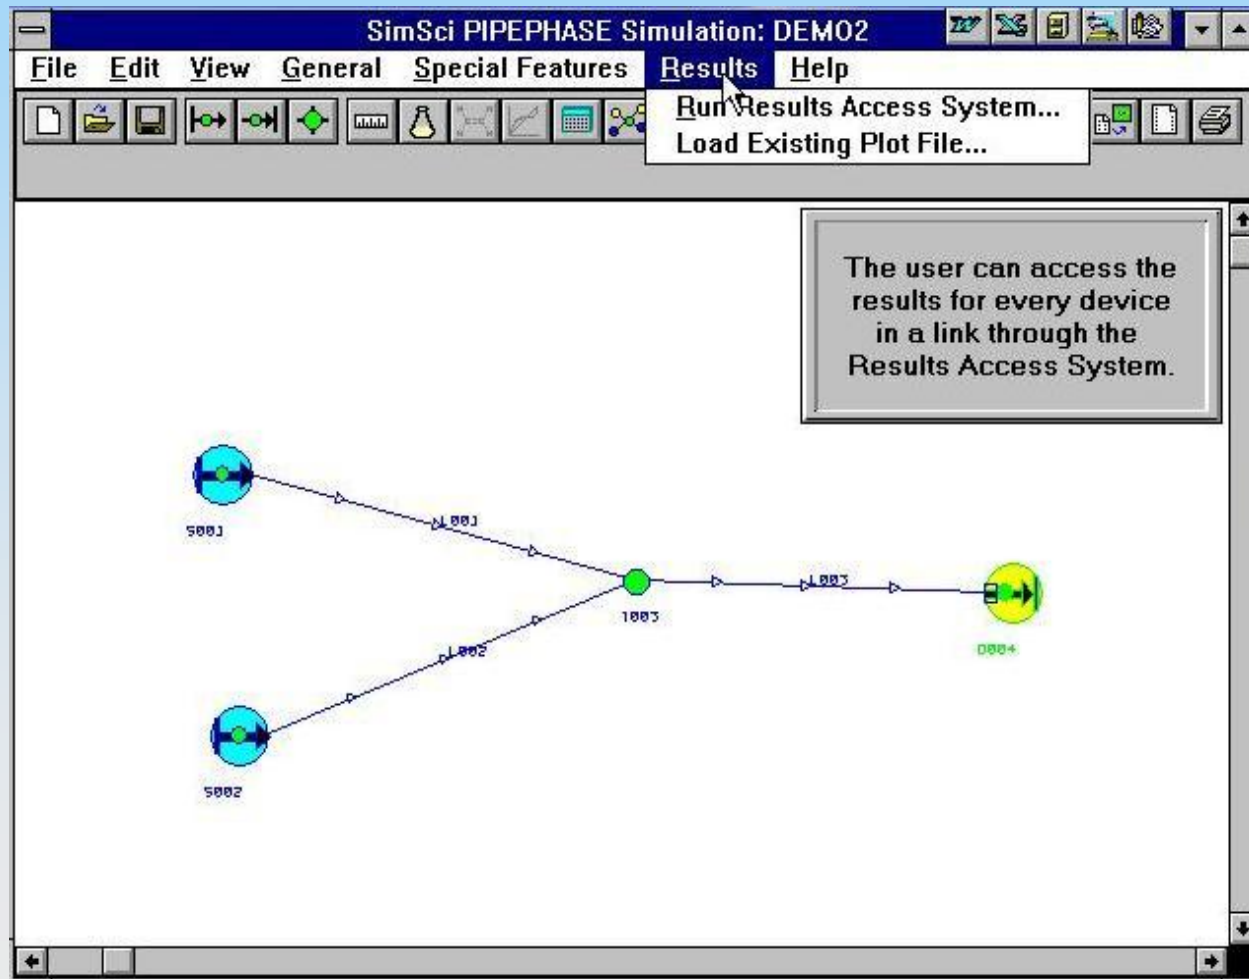 SimSci PIPEPHASE Simulation: DEMO2
File Edit View General Special Features Results Help
Run Results Access System...
Load Existing Plot File...
The user can access the
results for every device
in a link through the
Results Access System.
S001
L001
J003
L003
L002
D004
S002